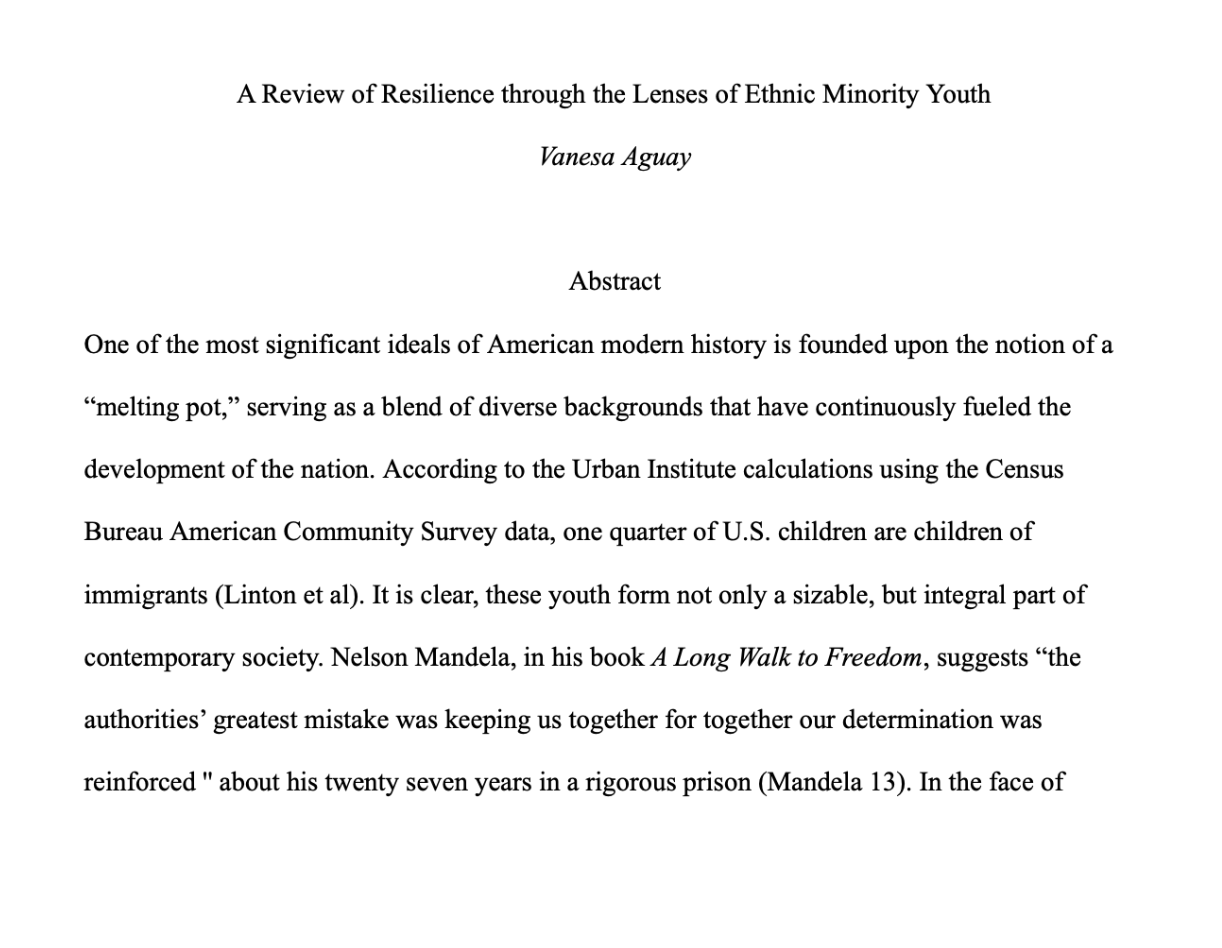 A Review of Resilience through the Lenses of Ethnic Minority Youth
Vanesa Aguay
Abstract
One of the most significant ideals of American modern history is founded upon the notion of a
“melting pot,” serving as a blend of diverse backgrounds that have continuously fueled the
development of the nation. According to the Urban Institute calculations using the Census
Bureau American Community Survey data, one quarter of U.S. children are children of
immigrants (Linton et al). It is clear, these youth form not only a sizable, but integral part of
contemporary society. Nelson Mandela, in his book A Long Walk to Freedom, suggests “the
authorities’ greatest mistake was keeping us together for together our determination was
reinforced " about his twenty seven years in a rigorous prison (Mandela 13). In the face of